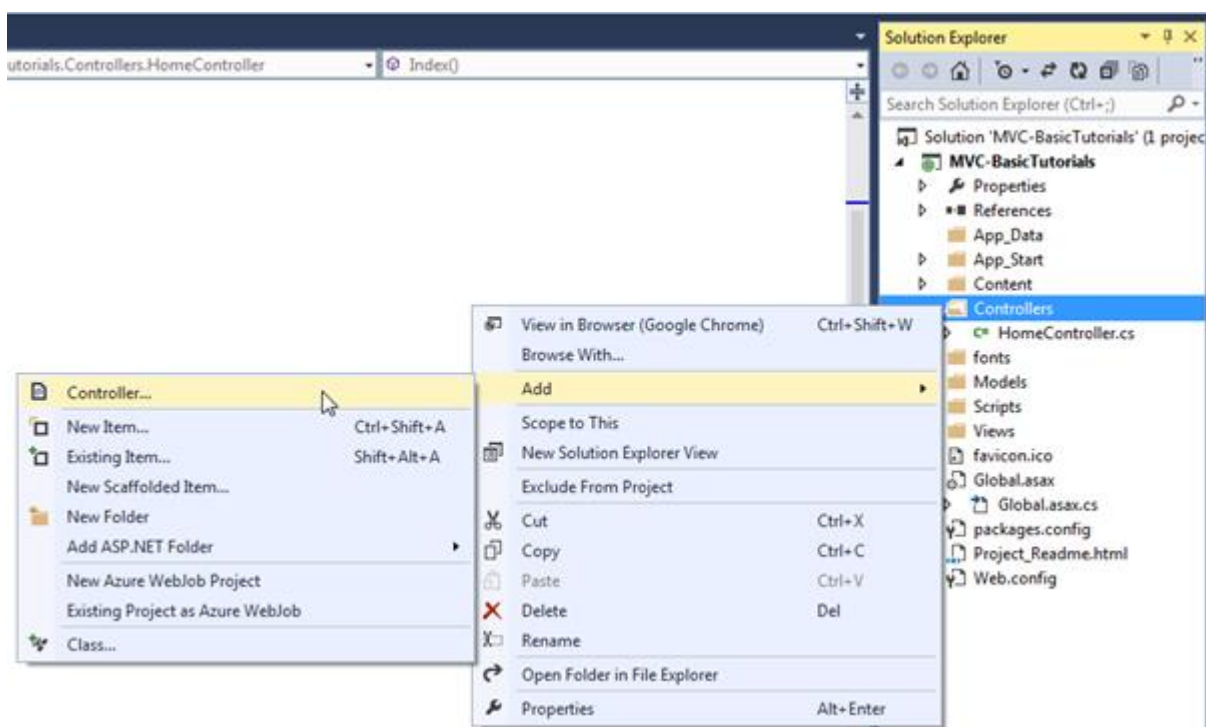 utorials.Controllers.HomeController
Index()
Solution Explorer
Search Solution Explorer (Ctrl+;)
Solution 'MVC-BasicTutorials' (1 projec
MVC-BasicTutorials
Properties
References
App_Data
App_Start
Content
Controllers
HomeController.cs
fonts
Models
Scripts
Views
favicon.ico
Global.asax
Global.asax.cs
packages.config
Project_Readme.html
Web.config
View in Browser (Google Chrome) Ctrl+Shift+W
Browse With...
Add
Scope to This
New Solution Explorer View
Exclude From Project
Cut Ctrl+X
Copy Ctrl+C
Paste Ctrl+V
Delete Del
Rename
Open Folder in File Explorer
Properties Alt+Enter
Controller...
New Item... Ctrl+Shift+A
Existing Item... Shift+Alt+A
New Scaffolded Item...
New Folder
Add ASP.NET Folder
New Azure WebJob Project
Existing Project as Azure WebJob
Class...